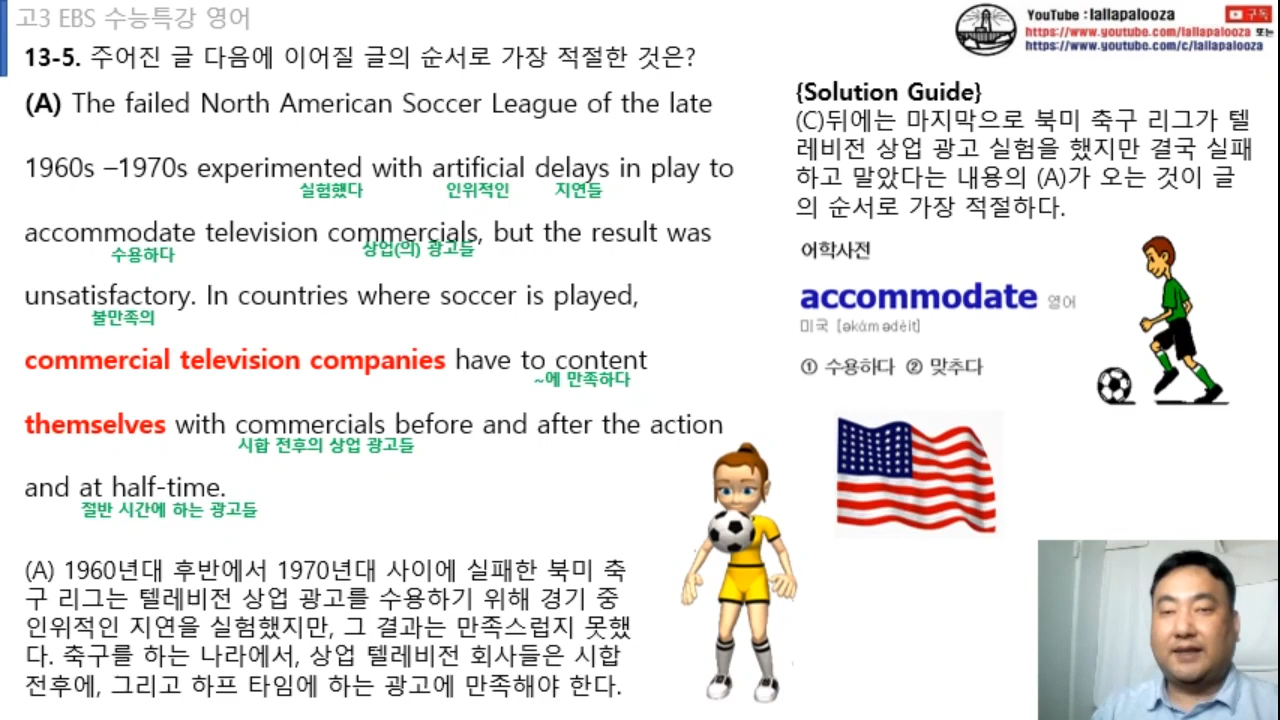 고3 EBS 수능특강 영어
YouTube : lallapalooza
구독
https://www.youtube.com/lallapalooza 또는
https://www.youtube.com/c/lallapalooza
13-5. 주어진 글 다음에 이어질 글의 순서로 가장 적절한 것은?
(A) The failed North American Soccer League of the late
1960s –1970s experimented with artificial delays in play to
실험했다 인위적인 지연들
accommodate television commercials, but the result was
수용하다 상업(의) 광고들
unsatisfactory. In countries where soccer is played,
불만족의
commercial television companies have to content
~에 만족하다
themselves with commercials before and after the action
시합 전후의 상업 광고들
and at half-time.
절반 시간에 하는 광고들
(A) 1960년대 후반에서 1970년대 사이에 실패한 북미 축
구 리그는 텔레비전 상업 광고를 수용하기 위해 경기 중
인위적인 지연을 실험했지만, 그 결과는 만족스럽지 못했
다. 축구를 하는 나라에서, 상업 텔레비전 회사들은 시합
전후에, 그리고 하프 타임에 하는 광고에 만족해야 한다.
{Solution Guide}
(C)뒤에는 마지막으로 북미 축구 리그가 텔
레비전 상업 광고 실험을 했지만 결국 실패
하고 말았다는 내용의 (A)가 오는 것이 글
의 순서로 가장 적절하다.
어학사전
accommodate 영어
미국 [əkάmədèit]
① 수용하다 ② 맞추다